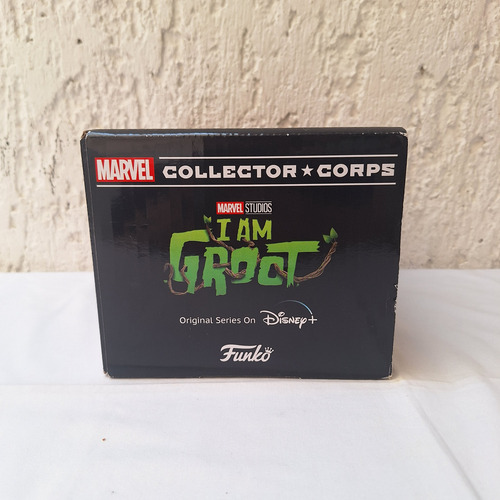 MARVEL COLLECTOR ★ CORPS
MARVEL STUDIOS
I AM
GROOT
Original Series On Disney+
Funko